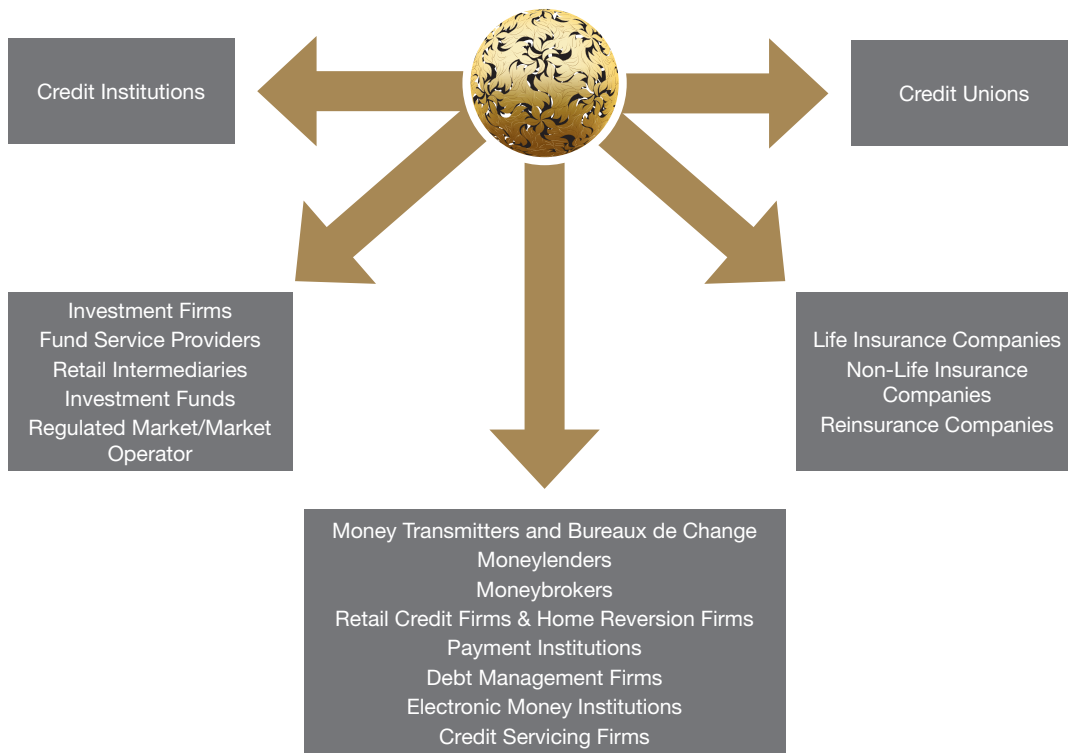 Credit Institutions
Credit Unions
Investment Firms
Fund Service Providers
Retail Intermediaries
Investment Funds
Regulated Market/Market
Operator
Life Insurance Companies
Non-Life Insurance
Companies
Reinsurance Companies
Money Transmitters and Bureaux de Change
Moneylenders
Moneybrokers
Retail Credit Firms & Home Reversion Firms
Payment Institutions
Debt Management Firms
Electronic Money Institutions
Credit Servicing Firms